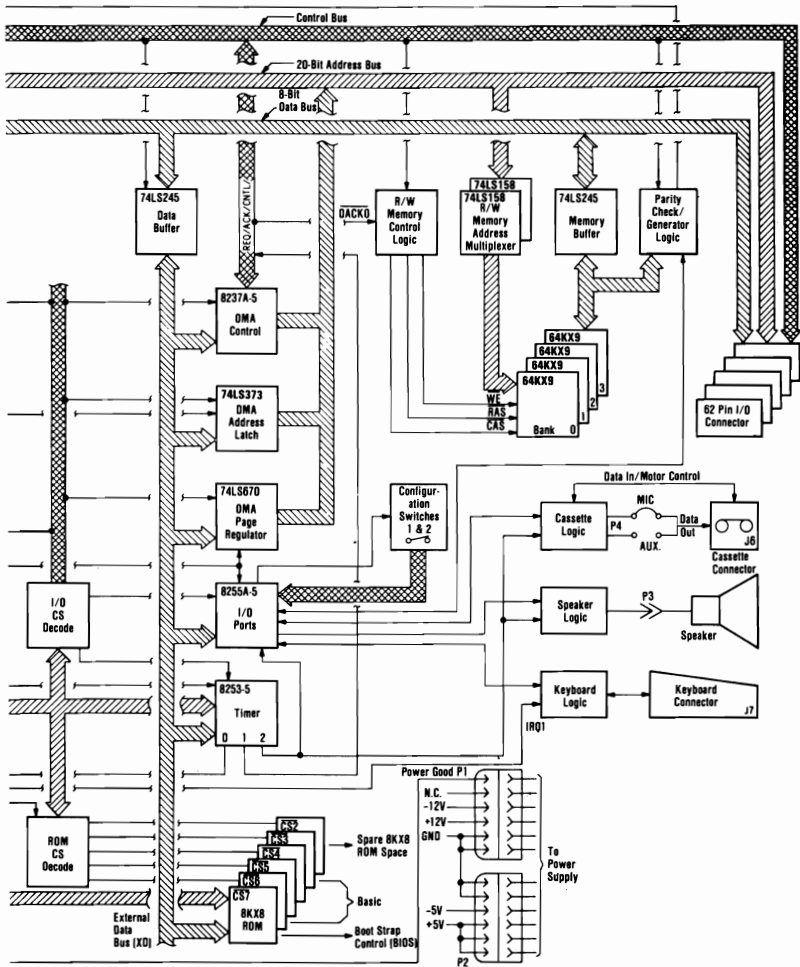 Control Bus
20-Bit Address Bus
8-Bit
Data Bus
74LS245
Data
Buffer
REQ/ACK/CNTL/
DACKO
R/W
Memory
Control
Logic
74LS158
74LS158
R/W
Memory
Address
Multiplexer
74LS245
Memory
Buffer
Parity
Check/
Generator
Logic
8237A-5
DMA
Control
64KX9
64KX9
64KX9
64KX9
3
2
1
Bank 0
WE
RAS
CAS
62 Pin I/O
Connector
74LS373
DMA
Address
Latch
74LS670
DMA
Page
Regulator
Configur-
ation
Switches
1 & 2
Data In/Motor Control
Cassette
Logic
MIC
P4
AUX.
Data
Out
J6
Cassette
Connector
I/O
CS
Decode
8255A-5
I/O
Ports
Speaker
Logic
P3
Speaker
8253-5
Timer
0 1 2
Keyboard
Logic
IRQ1
Keyboard
Connector
J7
Power Good P1
N.C.
-12V
+12V
GND
-5V
+5V
P2
To
Power
Supply
ROM
CS
Decode
CS2
CS3
CS4
CS5
CS6
CS7
8KX8
ROM
Spare 8KX8
ROM Space
Basic
Boot Strap
Control (BIOS)
External
Data
Bus (XD)